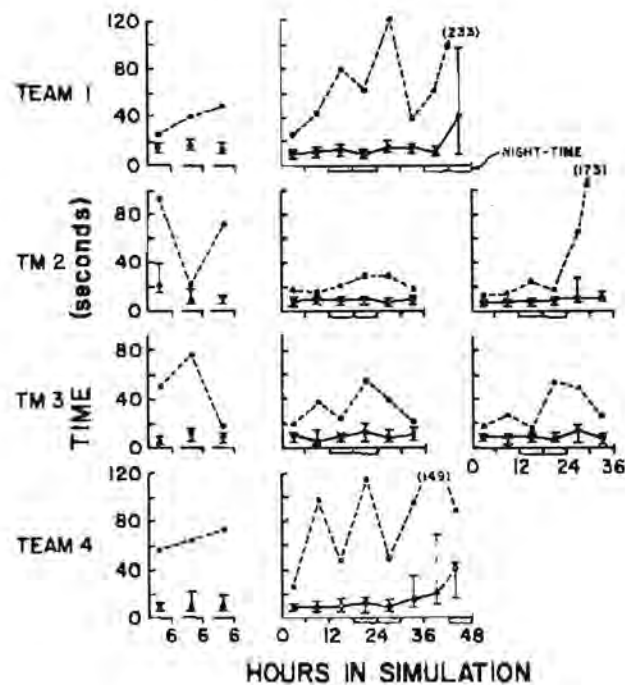 120
80
40
0
TEAM 1
(233)
NIGHT-TIME
80
40
0
TM 2
(173)
80
40
0
TM 3
0 12 24 36
120
80
40
0
TEAM 4
(149)
6 6 6
0 12 24 36 48
TIME (seconds)
HOURS IN SIMULATION